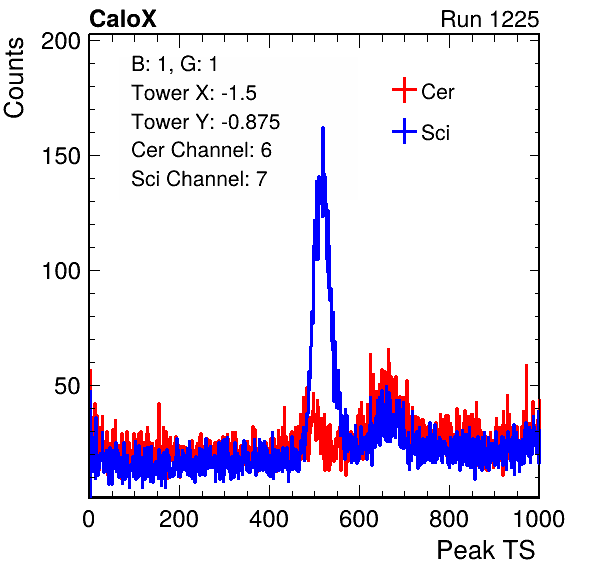 CaloX Run 1225
Counts
200
150
100
50
B: 1, G: 1
Tower X: -1.5
Tower Y: -0.875
Cer Channel: 6
Sci Channel: 7
Cer
Sci
0 200 400 600 800 1000
Peak TS